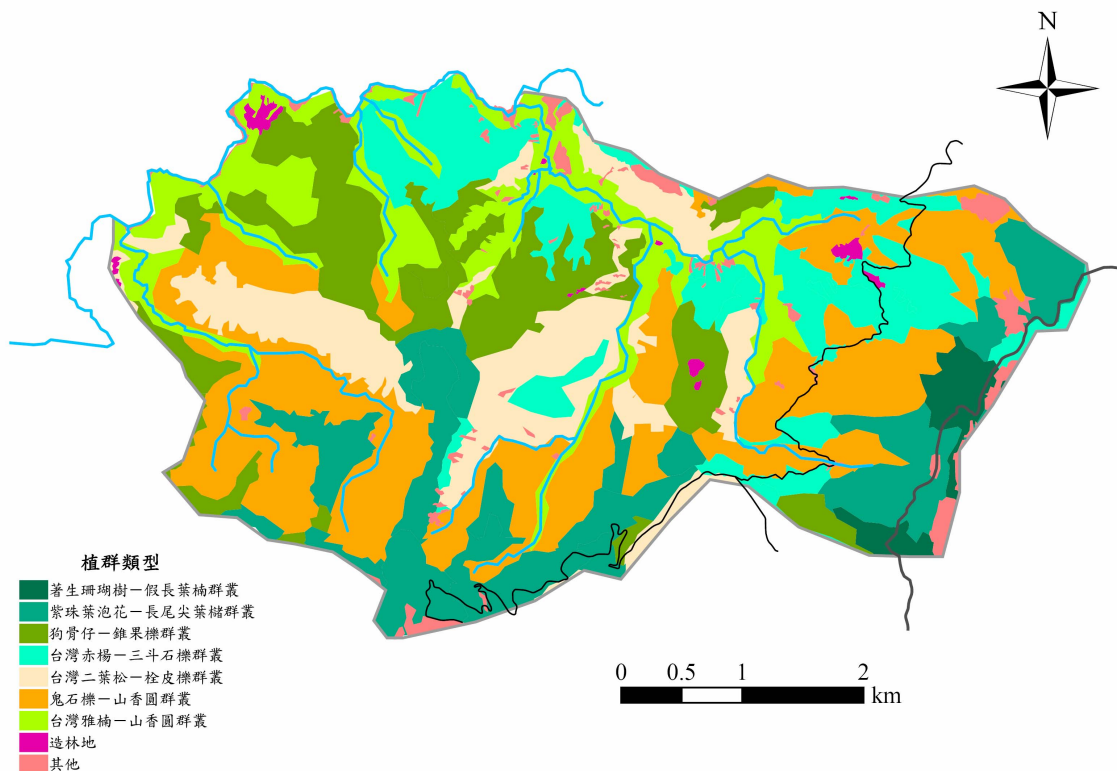 N
植群類型
著生珊瑚樹－假長葉楠群叢
紫珠葉泡花－長尾尖葉櫧群叢
狗骨仔－錐果櫟群叢
台灣赤楊－三斗石櫟群叢
台灣二葉松－栓皮櫟群叢
鬼石櫟－山香圓群叢
台灣雅楠－山香圓群叢
造林地
其他
0 0.5 1 2
km